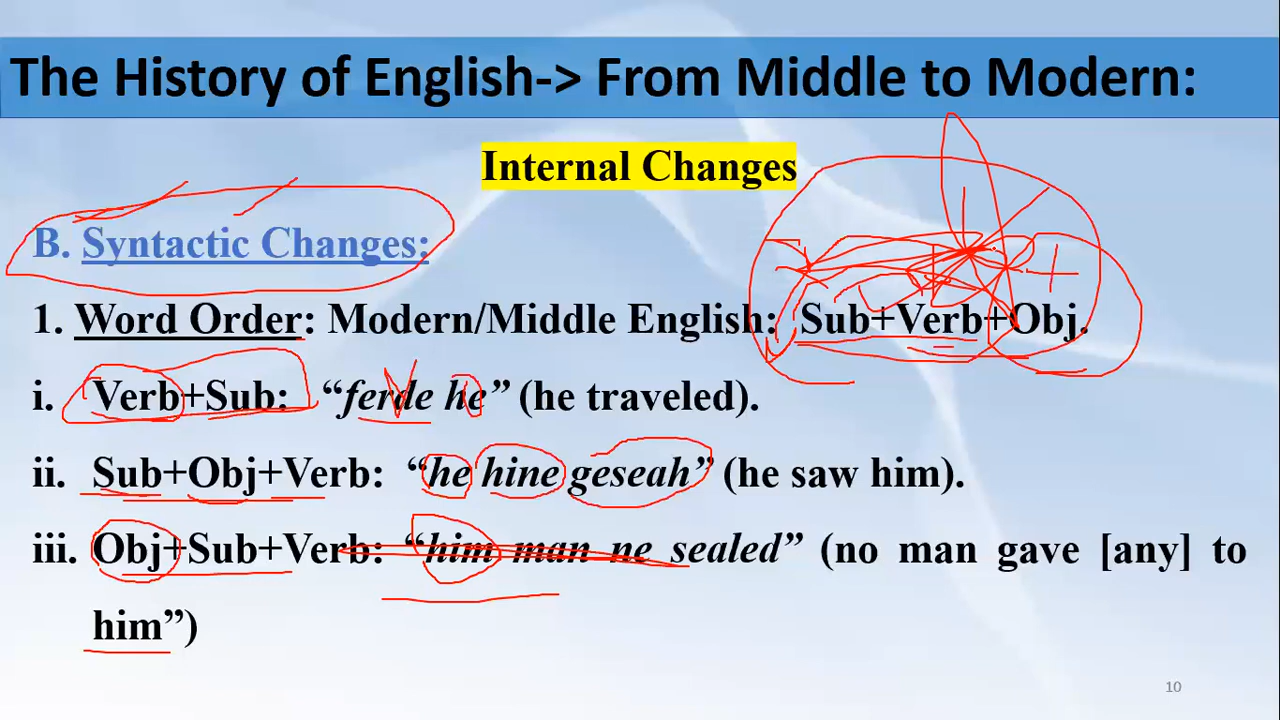 The History of English-> From Middle to Modern:
Internal Changes
B. Syntactic Changes:
1. Word Order: Modern/Middle English: Sub+Verb+Obj.
i. Verb+Sub: “ferde he” (he traveled).
ii. Sub+Obj+Verb: “he hine geseah” (he saw him).
iii. Obj+Sub+Verb: “him man ne sealed” (no man gave [any] to
him”)
10